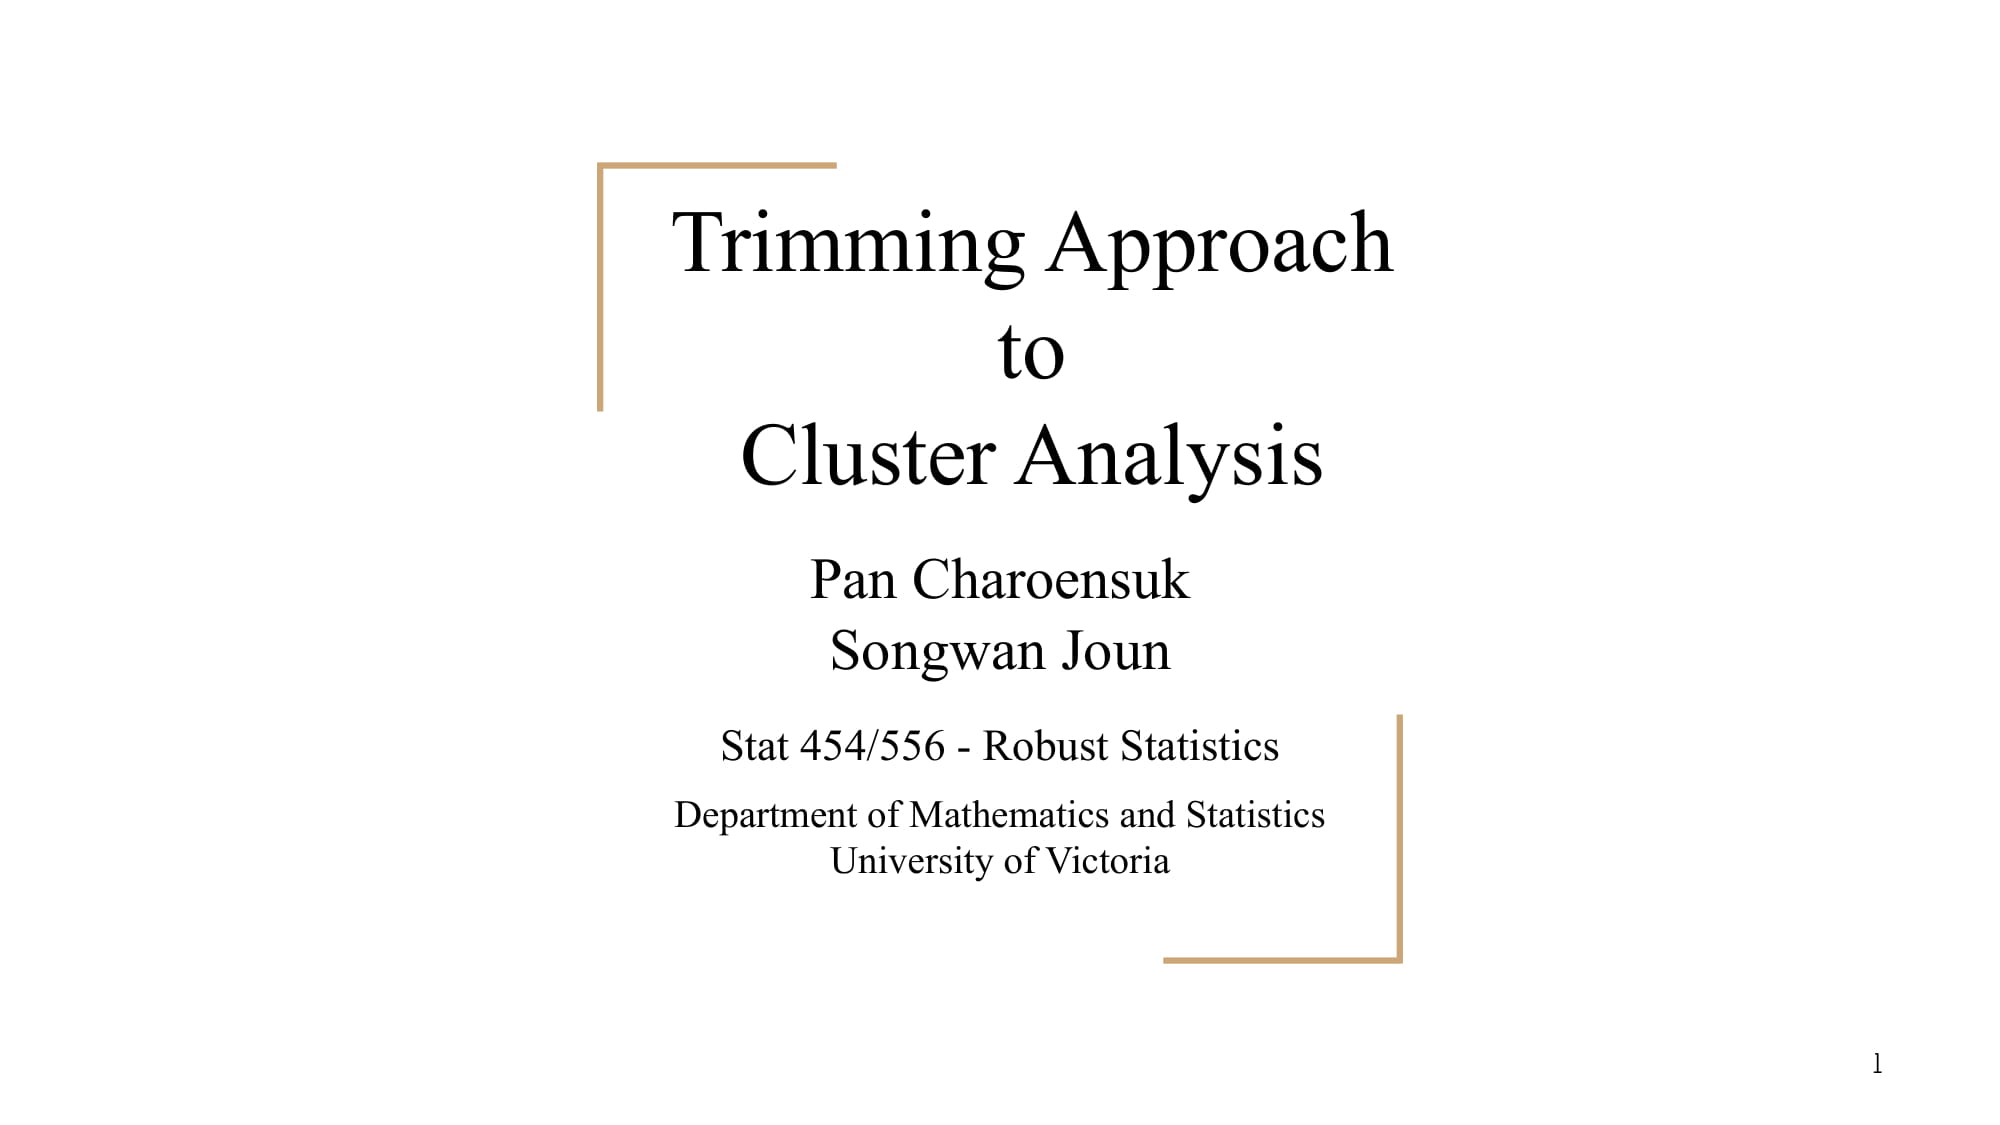 Trimming Approach
to
Cluster Analysis
Pan Charoensuk
Songwan Joun
Stat 454/556 - Robust Statistics
Department of Mathematics and Statistics
University of Victoria
1